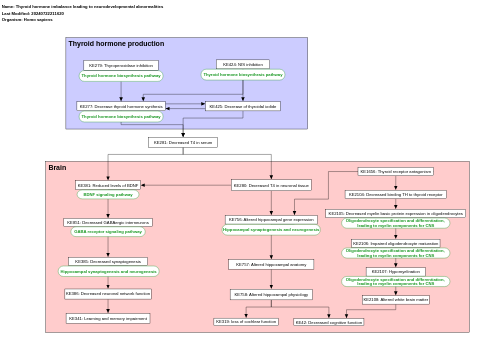 Name: Thyroid hormone imbalance leading to neurodevelopmental abnormalities
Last Modified: 20240722211620
Organism: Homo sapiens
Thyroid hormone production
KE279: Thyroperoxidase inhibition
Thyroid hormone biosynthesis pathway
KE424: NIS inhibition
Thyroid hormone biosynthesis pathway
KE277: Decrease thyroid hormone synthesis
KE425: Decrease of thyroidal iodide
Thyroid hormone biosynthesis pathway
KE281: Decreased T4 in serum
Brain
KE381: Reduced levels of BDNF
BDNF signaling pathway
KE280: Decreased T4 in neuronal tissue
KE1656: Thyroid receptor antagonism
Decreased binding TH to thyroid receptor
Decreased myelin basic protein expression in oligodendrocytes
Oligodendrocyte specification and differentiation,
leading to myelin components for CNS
KE851: Decreased GABAergic interneurons
GABA receptor signaling pathway
KE756: Altered hippocampal gene expression
Hippocampal synaptogenesis and neurogenesis
Impaired oligodendrocyte maturation
Oligodendrocyte specification and differentiation,
leading to myelin components for CNS
KE385: Decreased synaptogenesis
Hippocampal synaptogenesis and neurogenesis
KE757: Altered hippocampal anatomy
Hypomyelination
Oligodendrocyte specification and differentiation,
leading to myelin components for CNS
KE386: Decreased neuronal network function
KE758: Altered hippocampal physiology
Altered white brain matter
KE341: Learning and memory impairment
KE319: loss of cochlear function
KE402: Decreased cognitive function